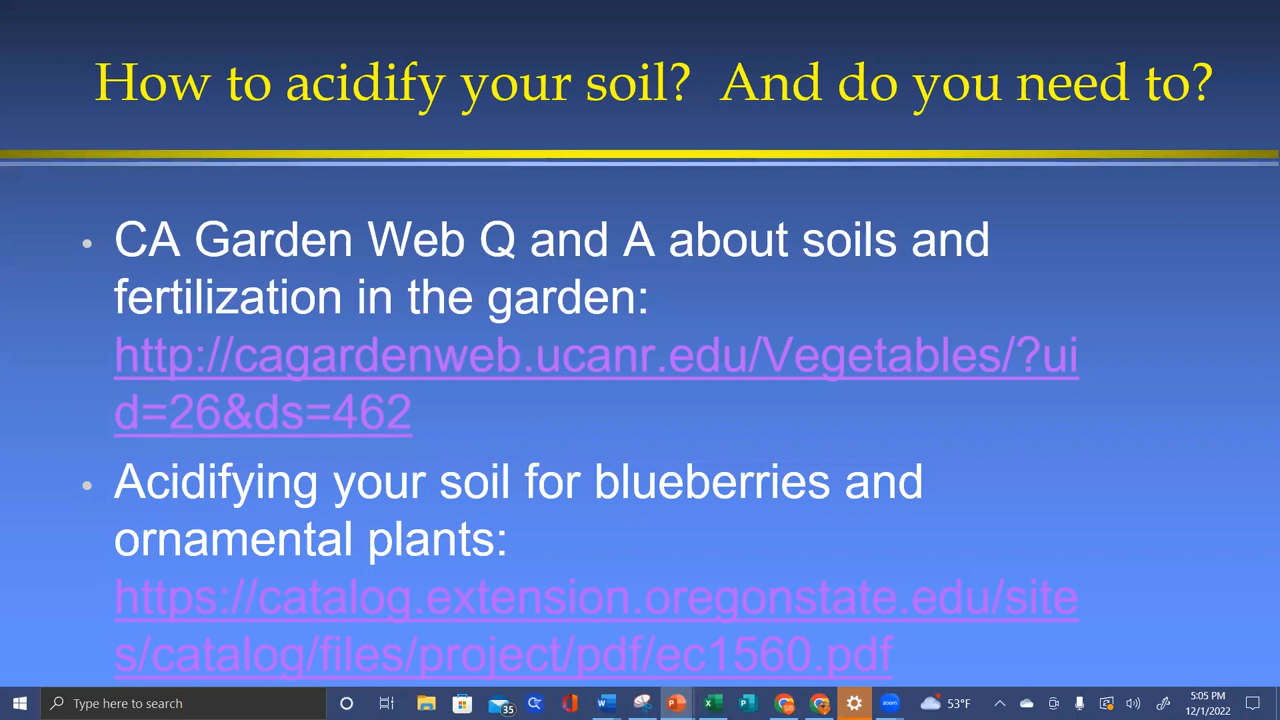 How to acidify your soil?  And do you need to?
• CA Garden Web Q and A about soils and
fertilization in the garden:
http://cagardenweb.ucanr.edu/Vegetables/?ui
d=26&ds=462
• Acidifying your soil for blueberries and
ornamental plants:
https://catalog.extension.oregonstate.edu/site
s/catalog/files/project/pdf/ec1560.pdf
Type here to search
35
zoom
53°F
5:05 PM
12/1/2022